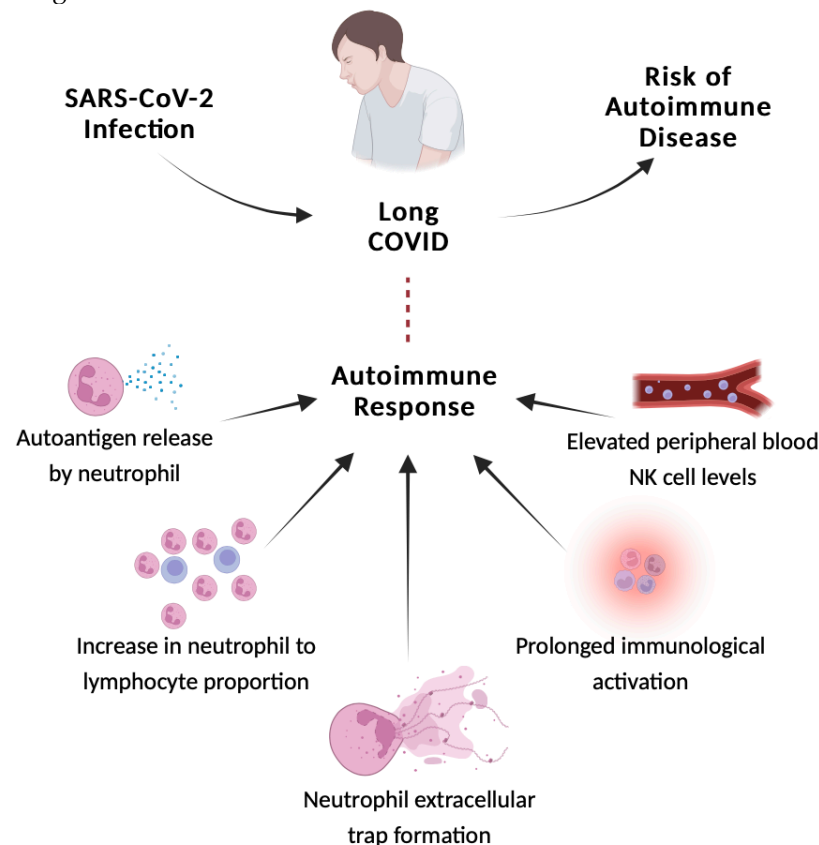 SARS-CoV-2
Infection
Risk of
Autoimmune
Disease
Long
COVID
Autoimmune
Response
Autoantigen release
by neutrophil
Elevated peripheral blood
NK cell levels
Increase in neutrophil to
lymphocyte proportion
Prolonged immunological
activation
Neutrophil extracellular
trap formation